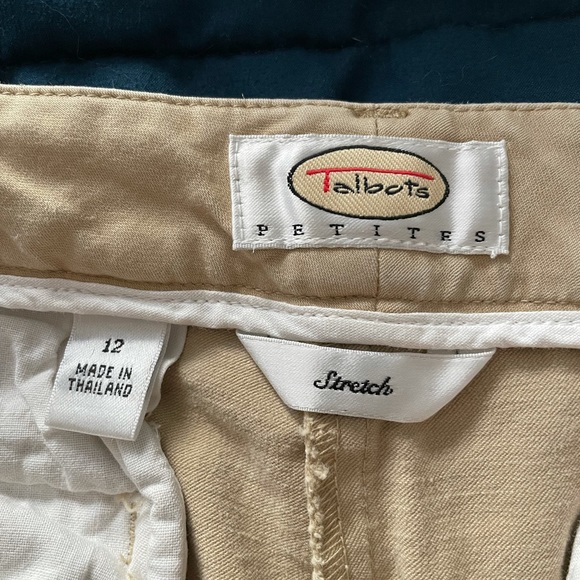 Talbots
PETITES
12
MADE IN
THAILAND
Stretch